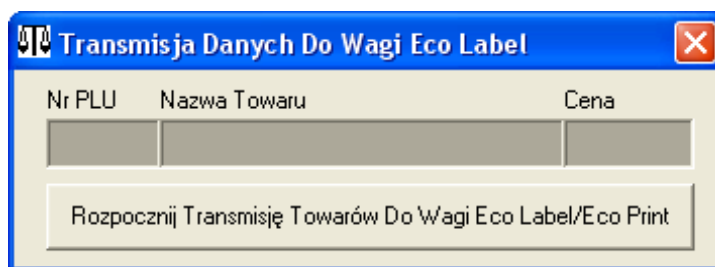 Transmisja Danych Do Wagi Eco Label
Nr PLU Nazwa Towaru Cena
Rozpocznij Transmisję Towarów Do Wagi Eco Label/Eco Print